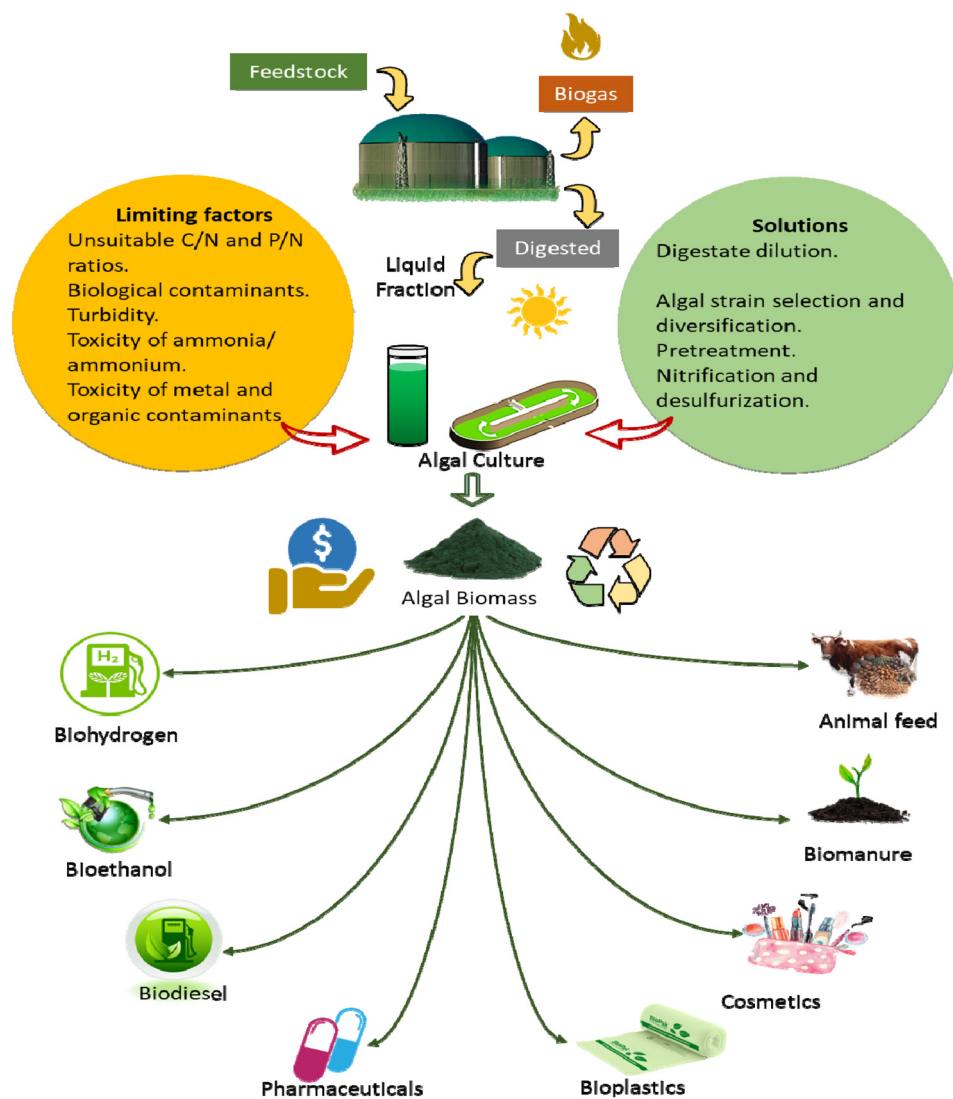 Feedstock
Biogas
Digested
Liquid
Fraction
Limiting factors
Unsuitable C/N and P/N
ratios.
Biological contaminants.
Turbidity.
Toxicity of ammonia/
ammonium.
Toxicity of metal and
organic contaminants
Solutions
Digestate dilution.
Algal strain selection and
diversification.
Pretreatment.
Nitrification and
desulfurization.
Algal Culture
$
Algal Biomass
H₂
Biohydrogen
Animal feed
Bioethanol
Biomanure
Biodiesel
Cosmetics
Pharmaceuticals
BioPak
Bioplastics